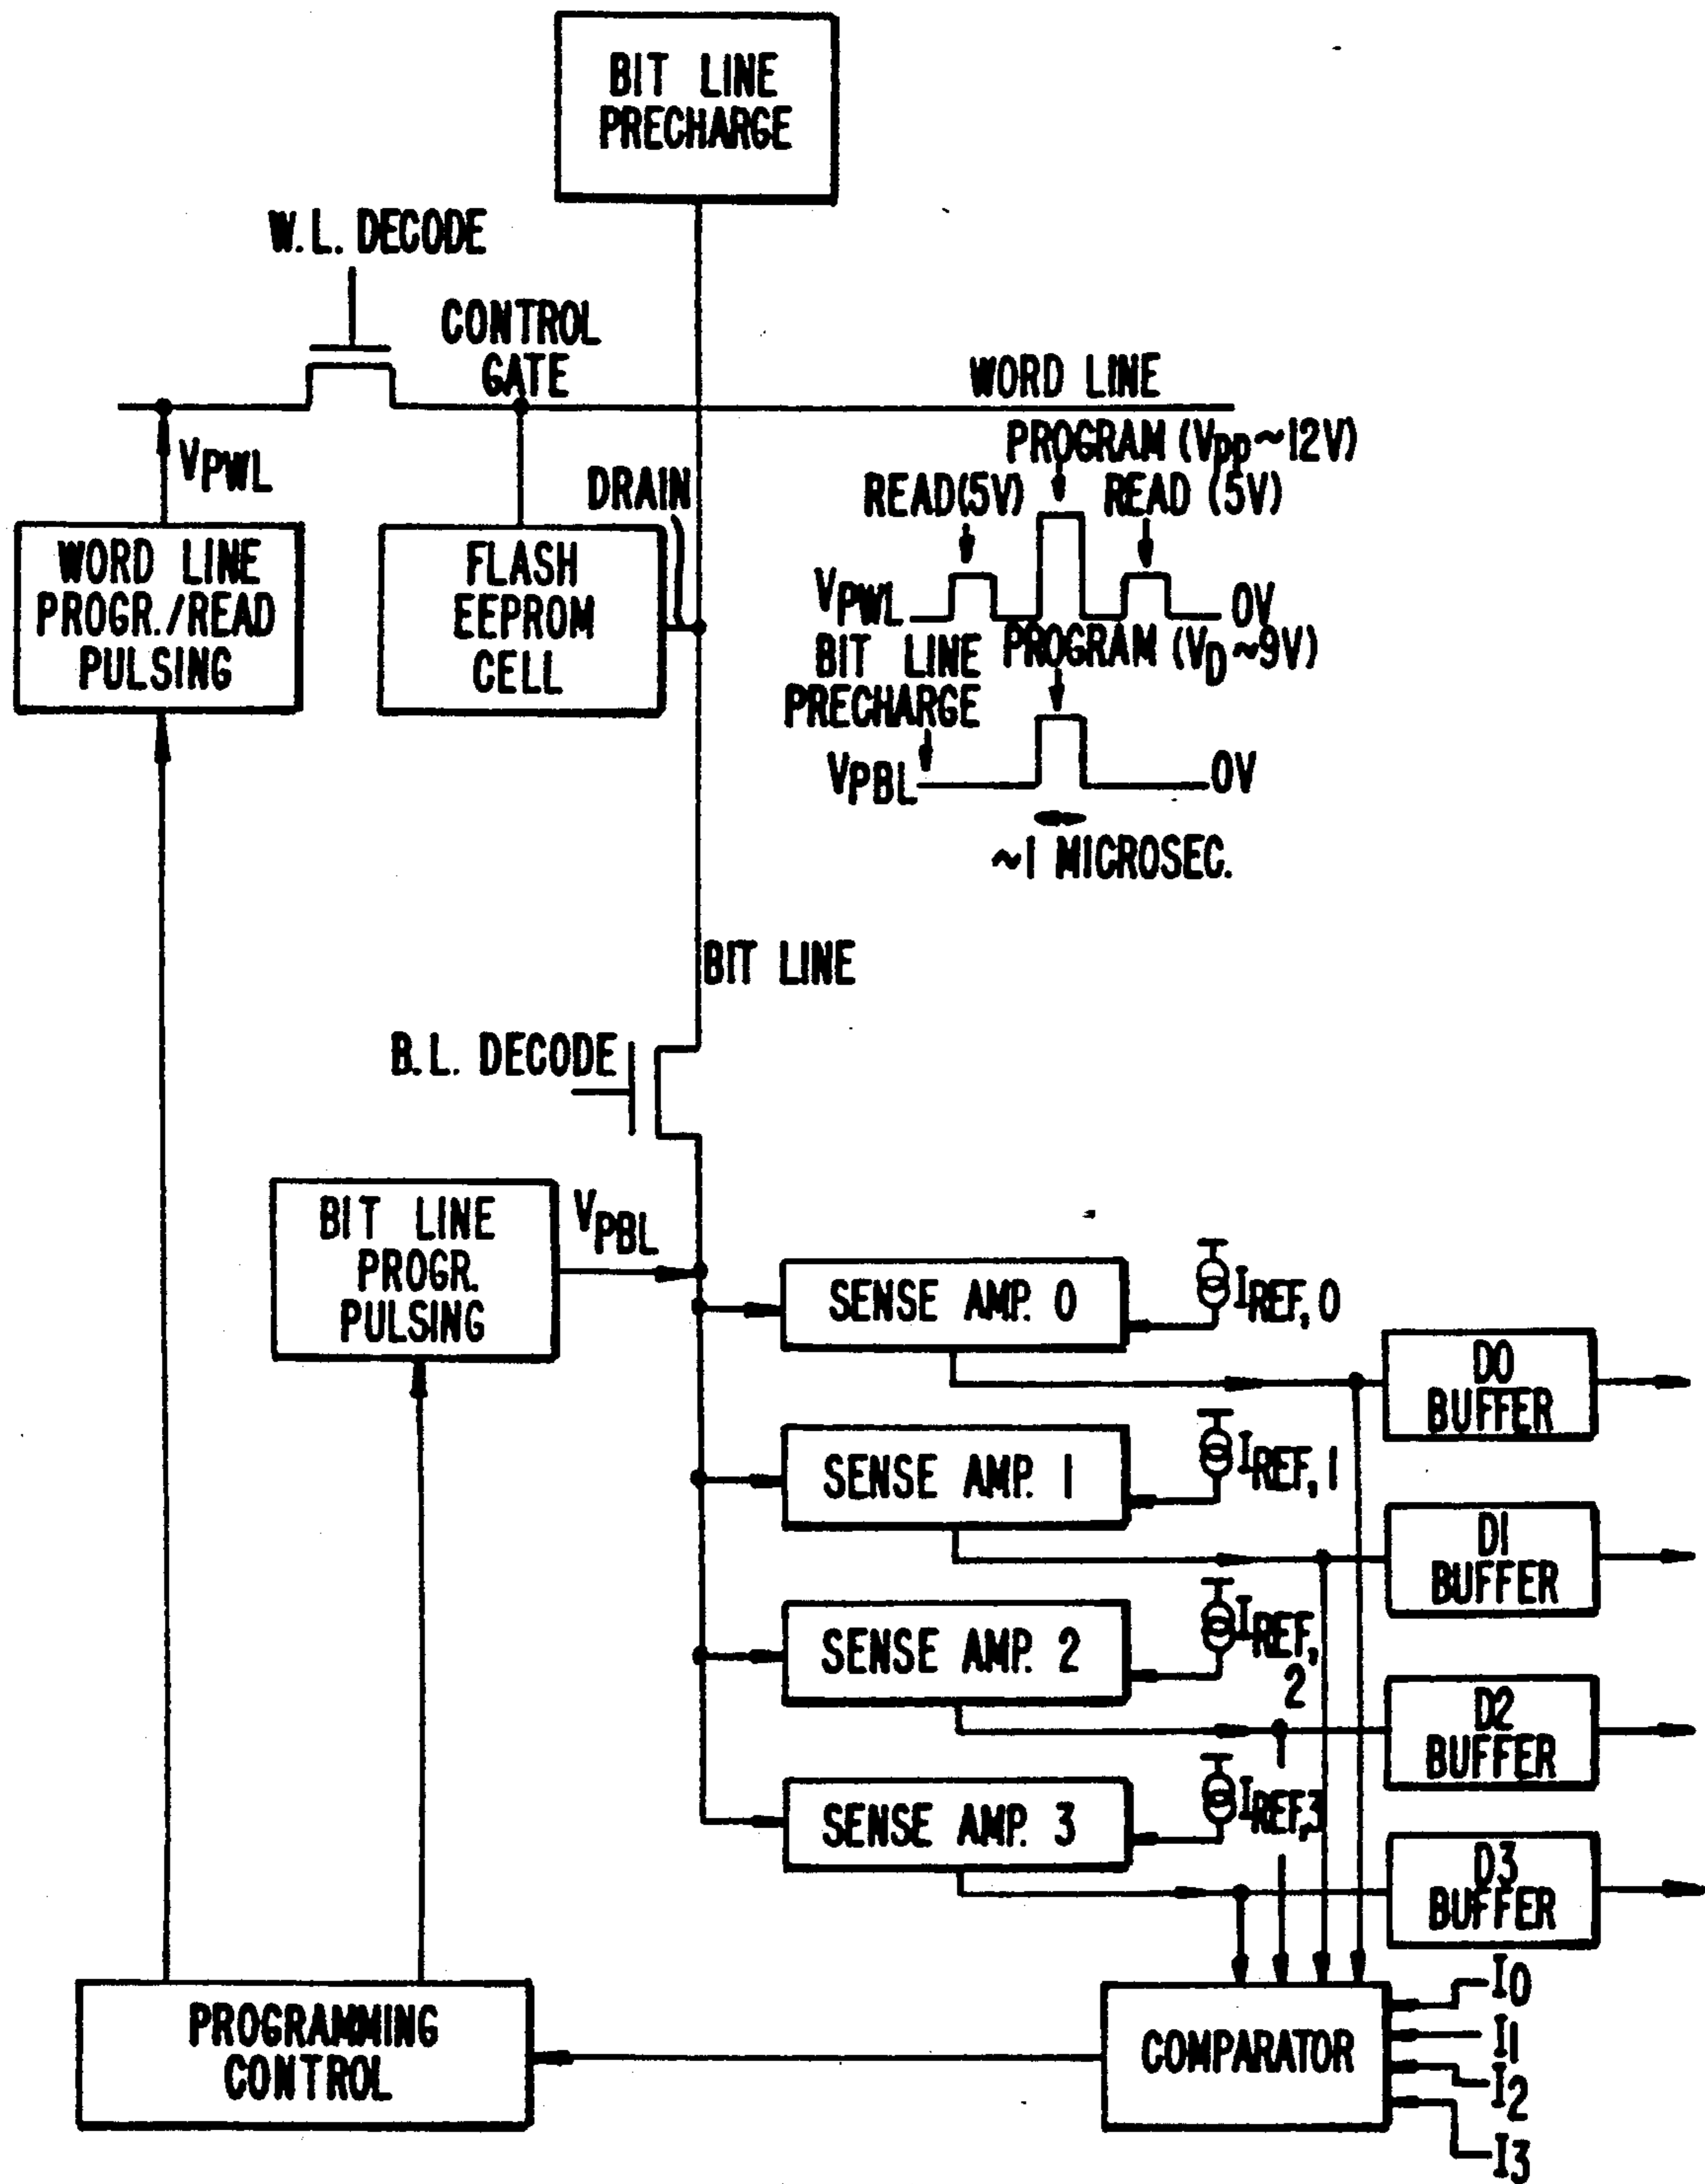 BIT LINE
PRECHARGE
W.L. DECODE
CONTROL
GATE
WORD LINE
PROGRAM (VPP~12V)
READ(5V)
READ (5V)
VPWL
DRAIN
WORD LINE
PROGR./READ
PULSING
FLASH
EEPROM
CELL
VPWL
0V
BIT LINE
PRECHARGE
PROGRAM (VD~9V)
VPBL
0V
~1 MICROSEC.
BIT LINE
B.L. DECODE
BIT LINE
PROGR.
PULSING
VPBL
SENSE AMP. 0
IREF, 0
D0
BUFFER
SENSE AMP. 1
IREF, 1
D1
BUFFER
SENSE AMP. 2
IREF,
2
D2
BUFFER
SENSE AMP. 3
IREF,3
D3
BUFFER
PROGRAMMING
CONTROL
COMPARATOR
I0
I1
I2
I3